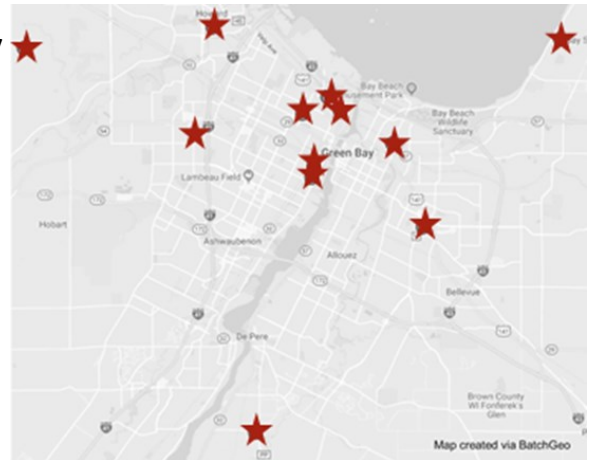 Howard
Bay Beach
Amusement Park
Bay Beach
Wildlife
Sanctuary
Green Bay
Lambeau Field
Hobart
Ashwaubenon
Allouez
Bellevue
De Pere
Brown County
WI Fonferek's
Glen
Map created via BatchGeo